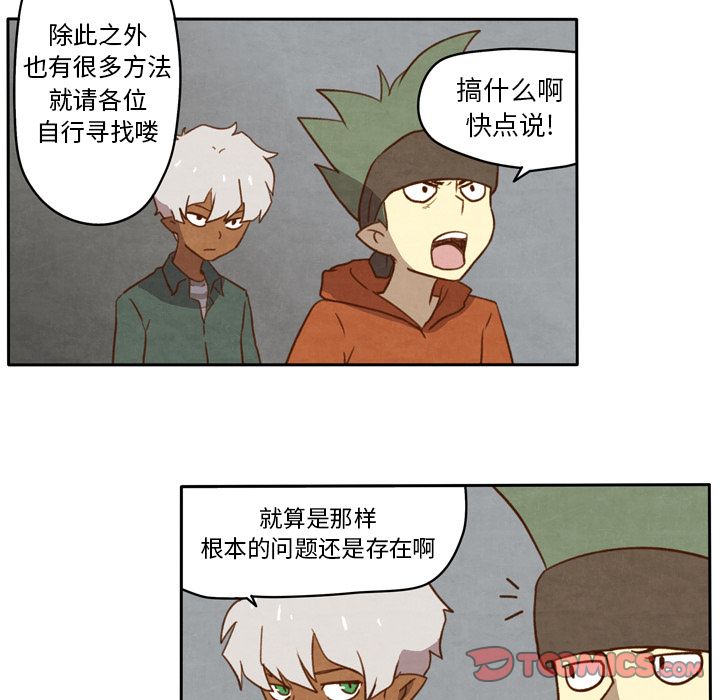 除此之外
也有很多方法
就请各位
自行寻找喽
搞什么啊
快点说!
就算是那样
根本的问题还是存在啊
TOOMICS.COM